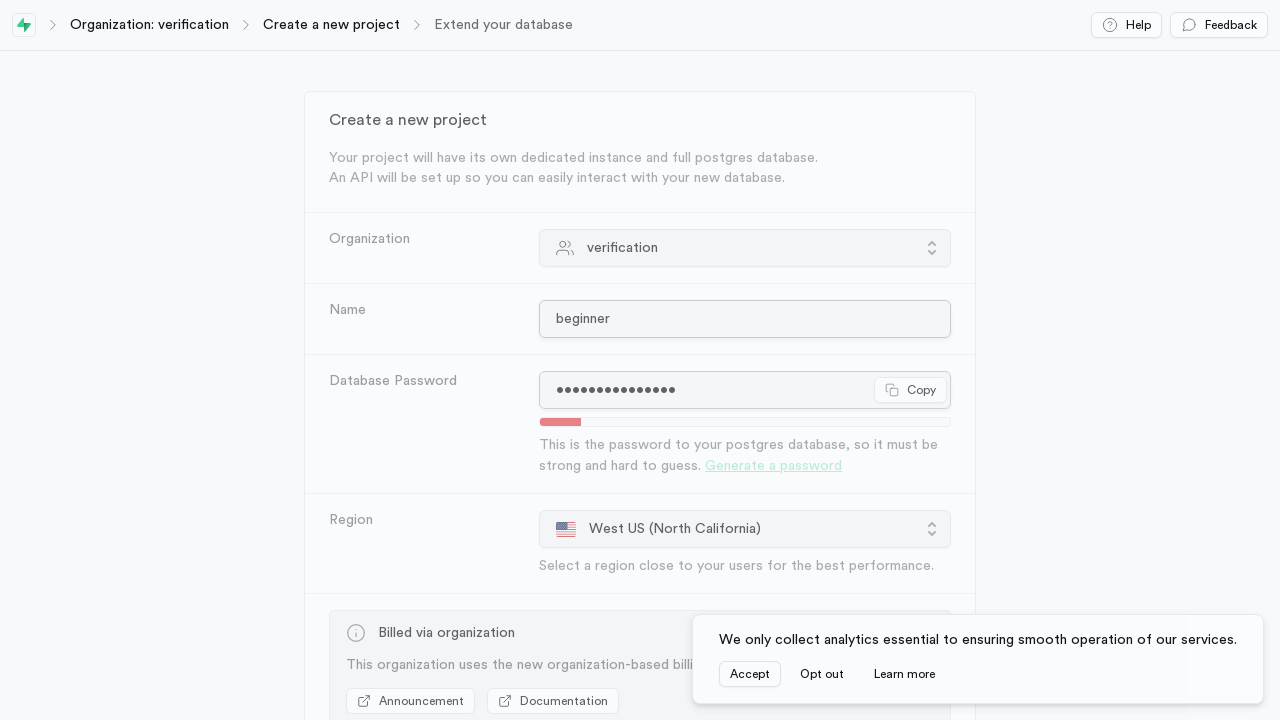 Organization: verification
Create a new project
Extend your database
Help
Feedback
Create a new project
Your project will have its own dedicated instance and full postgres database.
An API will be set up so you can easily interact with your new database.
Organization
verification
Name
beginner
Database Password
•••••••••••••••
Copy
This is the password to your postgres database, so it must be
strong and hard to guess. Generate a password
Region
West US (North California)
Select a region close to your users for the best performance.
Billed via organization
This organization uses the new organization-based
Announcement
Documentation
We only collect analytics essential to ensuring smooth operation of our services.
Accept
Opt out
Learn more